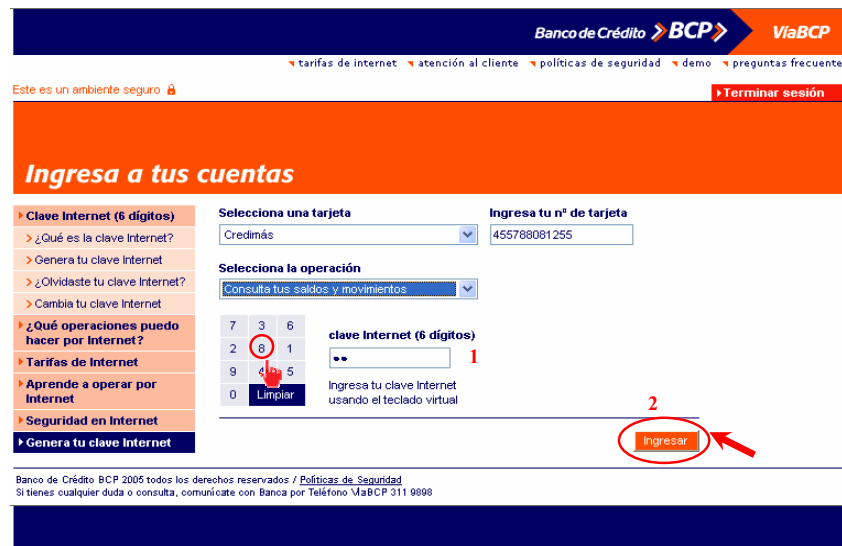 Banco de Crédito BCP ViaBCP
tarifas de internet atención al cliente políticas de seguridad demo preguntas frecuente
Este es un ambiente seguro
Terminar sesión
Ingresa a tus cuentas
Clave Internet (6 dígitos)
¿Qué es la clave Internet?
Genera tu clave Internet
¿Olvidaste tu clave Internet?
Cambia tu clave Internet
¿Qué operaciones puedo
hacer por Internet?
Tarifas de Internet
Aprende a operar por
Internet
Seguridad en Internet
Genera tu clave Internet
Selecciona una tarjeta
Credimás
Ingresa tu nº de tarjeta
455788081255
Selecciona la operación
Consulta tus saldos y movimientos
7 3 6
2 8 1
9 4 5
0 Limpiar
clave Internet (6 dígitos)
1
Ingresa tu clave Internet
usando el teclado virtual
2
Ingresar
Banco de Crédito BCP 2005 todos los derechos reservados / Políticas de Seguridad
Si tienes cualquier duda o consulta, comunícate con Banca por Teléfono VíaBCP 311 9898